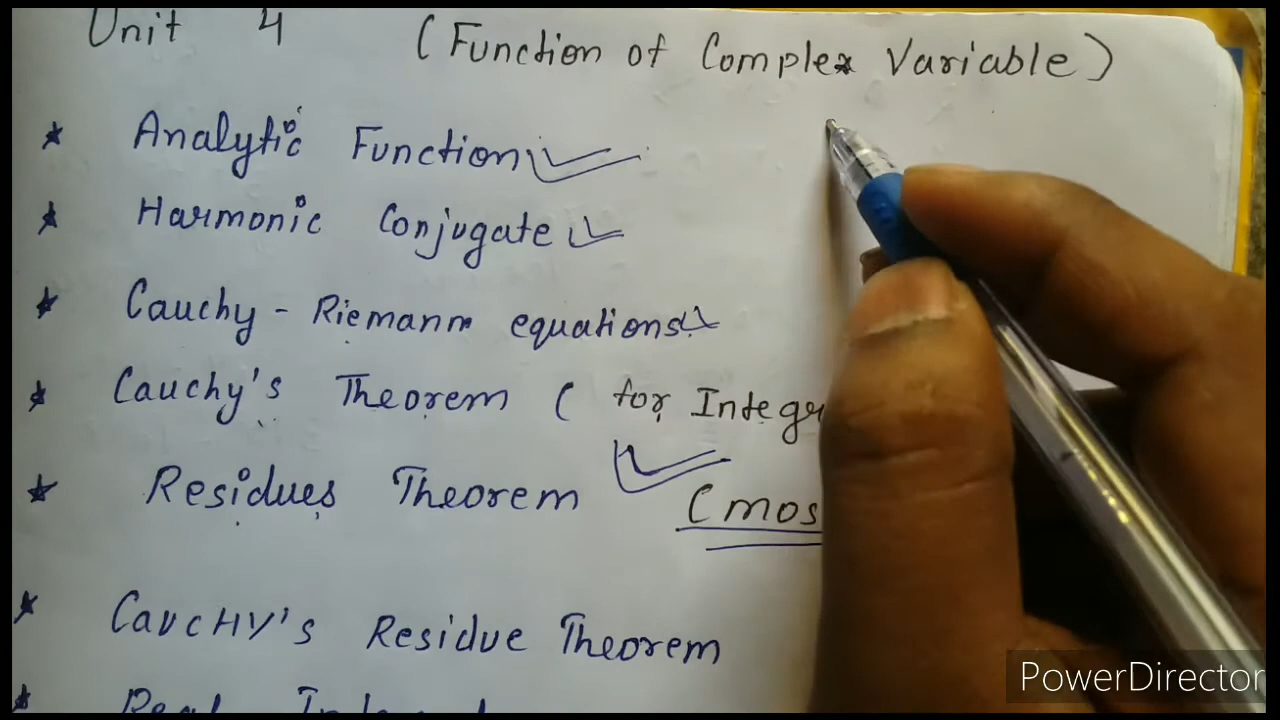 Unit 4 (Function of Complex Variable)
* Analytic Function
* Harmonic Conjugate
* Cauchy - Riemann equations
* Cauchy's Theorem ( for Integr
* Residues Theorem (mos
* CAUCHY's Residue Theorem
* Real
PowerDirector